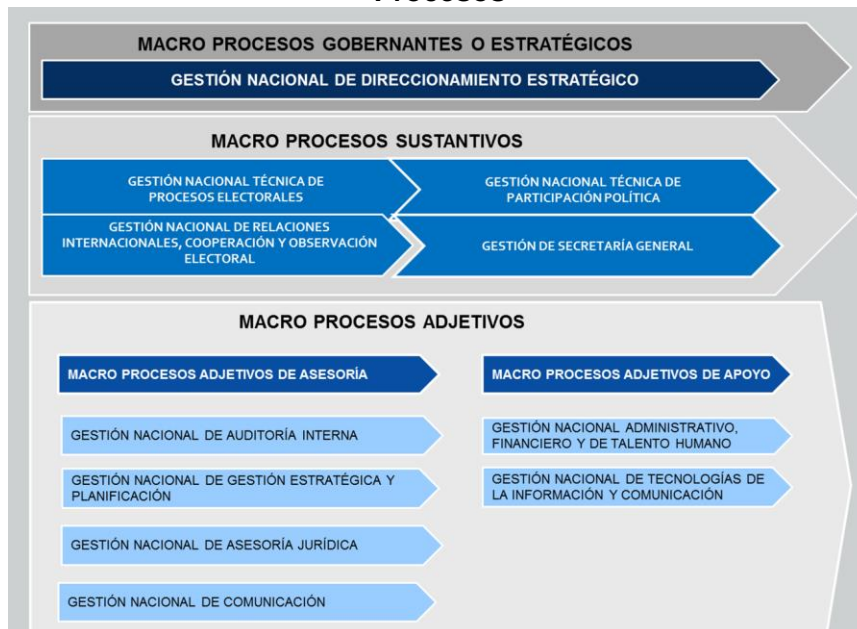 Procesos
MACRO PROCESOS GOBERNANTES O ESTRATÉGICOS
GESTIÓN NACIONAL DE DIRECCIONAMIENTO ESTRATÉGICO
MACRO PROCESOS SUSTANTIVOS
GESTIÓN NACIONAL TÉCNICA DE
PROCESOS ELECTORALES
GESTIÓN NACIONAL TÉCNICA DE
PARTICIPACIÓN POLÍTICA
GESTIÓN NACIONAL DE RELACIONES
INTERNACIONALES, COOPERACIÓN Y OBSERVACIÓN
ELECTORAL
GESTIÓN DE SECRETARÍA GENERAL
MACRO PROCESOS ADJETIVOS
MACRO PROCESOS ADJETIVOS DE ASESORÍA
GESTIÓN NACIONAL DE AUDITORÍA INTERNA
GESTIÓN NACIONAL DE GESTIÓN ESTRATÉGICA Y
PLANIFICACIÓN
GESTIÓN NACIONAL DE ASESORÍA JURÍDICA
GESTIÓN NACIONAL DE COMUNICACIÓN
MACRO PROCESOS ADJETIVOS DE APOYO
GESTIÓN NACIONAL ADMINISTRATIVO,
FINANCIERO Y DE TALENTO HUMANO
GESTIÓN NACIONAL DE TECNOLOGÍAS DE
LA INFORMACIÓN Y COMUNICACIÓN